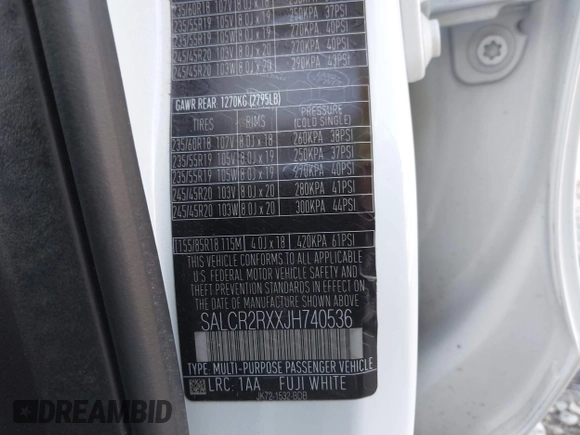 235/55R18 105V 8.0J x 19 250KPA 37PSI
235/55R19 105W 8.0J x 19 270KPA 40PSI
245/45R20 103V 8.0J x 20 270KPA 40PSI
245/45R20 103W 8.0J x 20 290KPA 43PSI
GAWR REAR 1270KG (2795LB)
TIRES RIMS PRESSURE (COLD SINGLE)
235/60R18 107V 8.0J x 18 260KPA 38PSI
235/55R19 105V 8.0J x 19 250KPA 37PSI
235/55R19 105W 8.0J x 19 270KPA 40PSI
245/45R20 103V 8.0J x 20 280KPA 41PSI
245/45R20 103W 8.0J x 20 300KPA 44PSI
T155/85R18 115M 4.0J x 18 420KPA 61PSI
THIS VEHICLE CONFORMS TO ALL APPLICABLE
U.S FEDERAL MOTOR VEHICLE SAFETY AND
THEFT PREVENTION STANDARDS IN EFFECT
ON THE DATE OF MANUFACTURE SHOWN ABOVE
SALCR2RXXJH740536
TYPE: MULTI-PURPOSE PASSENGER VEHICLE
LRC: 1AA FUJI WHITE
JK72-1532-BOB
DREAMBID